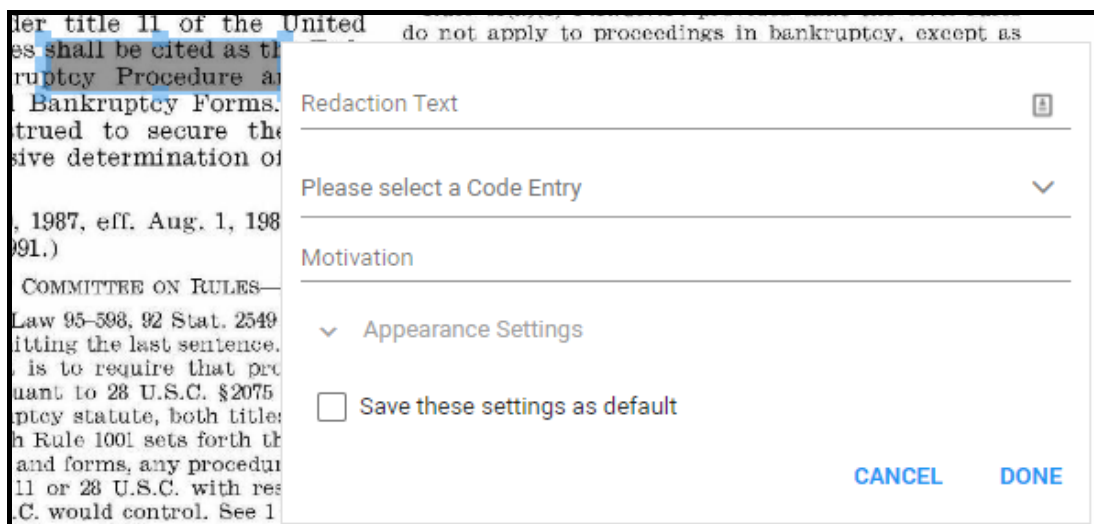 der title 11 of the United
es shall be cited as th
ruptcy Procedure an
l Bankruptcy Forms.
strued to secure the
sive determination of
, 1987, eff. Aug. 1, 198
991.)
COMMITTEE ON RULES—
Law 95–598, 92 Stat. 2549
itting the last sentence.
is to require that pro
uant to 28 U.S.C. §2075
ptcy statute, both titles
h Rule 1001 sets forth th
and forms, any procedur
11 or 28 U.S.C. with res
.C. would control. See 1
do not apply to proceedings in bankruptcy, except as
Redaction Text
Please select a Code Entry
Motivation
Appearance Settings
Save these settings as default
CANCEL
DONE